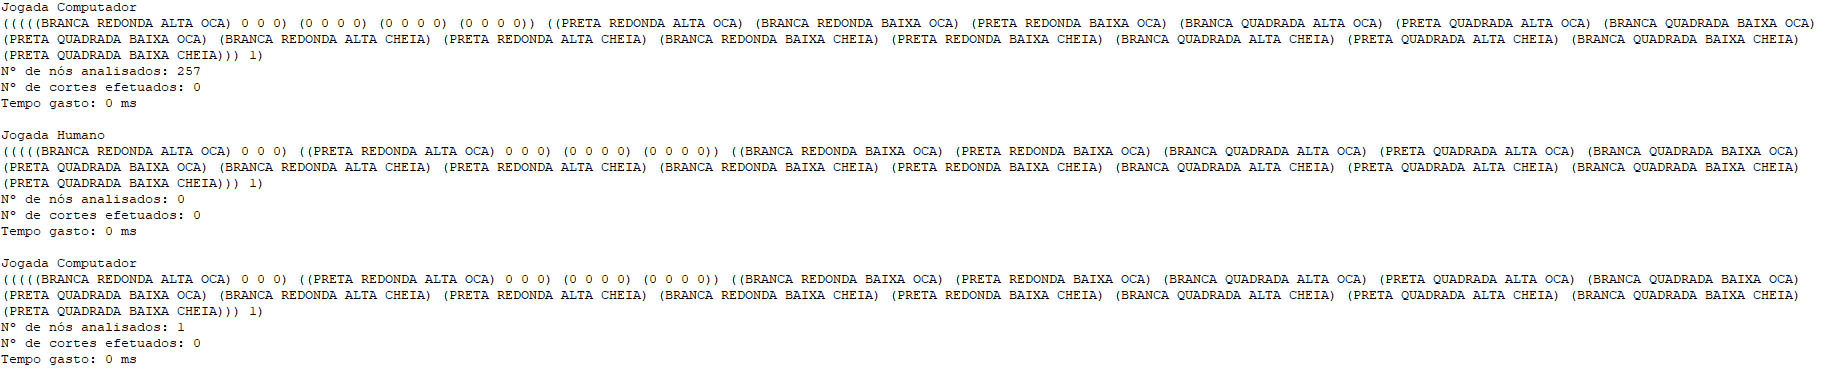 Jogada Computador
(((((BRANCA REDONDA ALTA OCA) 0 0 0) (0 0 0 0) (0 0 0 0) (0 0 0 0)) ((PRETA REDONDA ALTA OCA) (BRANCA REDONDA BAIXA OCA) (PRETA REDONDA BAIXA OCA) (BRANCA QUADRADA ALTA OCA) (PRETA QUADRADA ALTA OCA) (BRANCA QUADRADA BAIXA OCA)
(PRETA QUADRADA BAIXA OCA) (BRANCA REDONDA ALTA CHEIA) (PRETA REDONDA ALTA CHEIA) (BRANCA REDONDA BAIXA CHEIA) (PRETA REDONDA BAIXA CHEIA) (BRANCA QUADRADA ALTA CHEIA) (PRETA QUADRADA ALTA CHEIA) (BRANCA QUADRADA BAIXA CHEIA)
(PRETA QUADRADA BAIXA CHEIA))) 1)
Nº de nós analisados: 257
Nº de cortes efetuados: 0
Tempo gasto: 0 ms

Jogada Humano
(((((BRANCA REDONDA ALTA OCA) 0 0 0) ((PRETA REDONDA ALTA OCA) 0 0 0) (0 0 0 0) (0 0 0 0)) ((BRANCA REDONDA BAIXA OCA) (PRETA REDONDA BAIXA OCA) (BRANCA QUADRADA ALTA OCA) (PRETA QUADRADA ALTA OCA) (BRANCA QUADRADA BAIXA OCA)
(PRETA QUADRADA BAIXA OCA) (BRANCA REDONDA ALTA CHEIA) (PRETA REDONDA ALTA CHEIA) (BRANCA REDONDA BAIXA CHEIA) (PRETA REDONDA BAIXA CHEIA) (BRANCA QUADRADA ALTA CHEIA) (PRETA QUADRADA ALTA CHEIA) (BRANCA QUADRADA BAIXA CHEIA)
(PRETA QUADRADA BAIXA CHEIA))) 1)
Nº de nós analisados: 0
Nº de cortes efetuados: 0
Tempo gasto: 0 ms

Jogada Computador
(((((BRANCA REDONDA ALTA OCA) 0 0 0) ((PRETA REDONDA ALTA OCA) 0 0 0) (0 0 0 0) (0 0 0 0)) ((BRANCA REDONDA BAIXA OCA) (PRETA REDONDA BAIXA OCA) (BRANCA QUADRADA ALTA OCA) (PRETA QUADRADA ALTA OCA) (BRANCA QUADRADA BAIXA OCA)
(PRETA QUADRADA BAIXA OCA) (BRANCA REDONDA ALTA CHEIA) (PRETA REDONDA ALTA CHEIA) (BRANCA REDONDA BAIXA CHEIA) (PRETA REDONDA BAIXA CHEIA) (BRANCA QUADRADA ALTA CHEIA) (PRETA QUADRADA ALTA CHEIA) (BRANCA QUADRADA BAIXA CHEIA)
(PRETA QUADRADA BAIXA CHEIA))) 1)
Nº de nós analisados: 1
Nº de cortes efetuados: 0
Tempo gasto: 0 ms